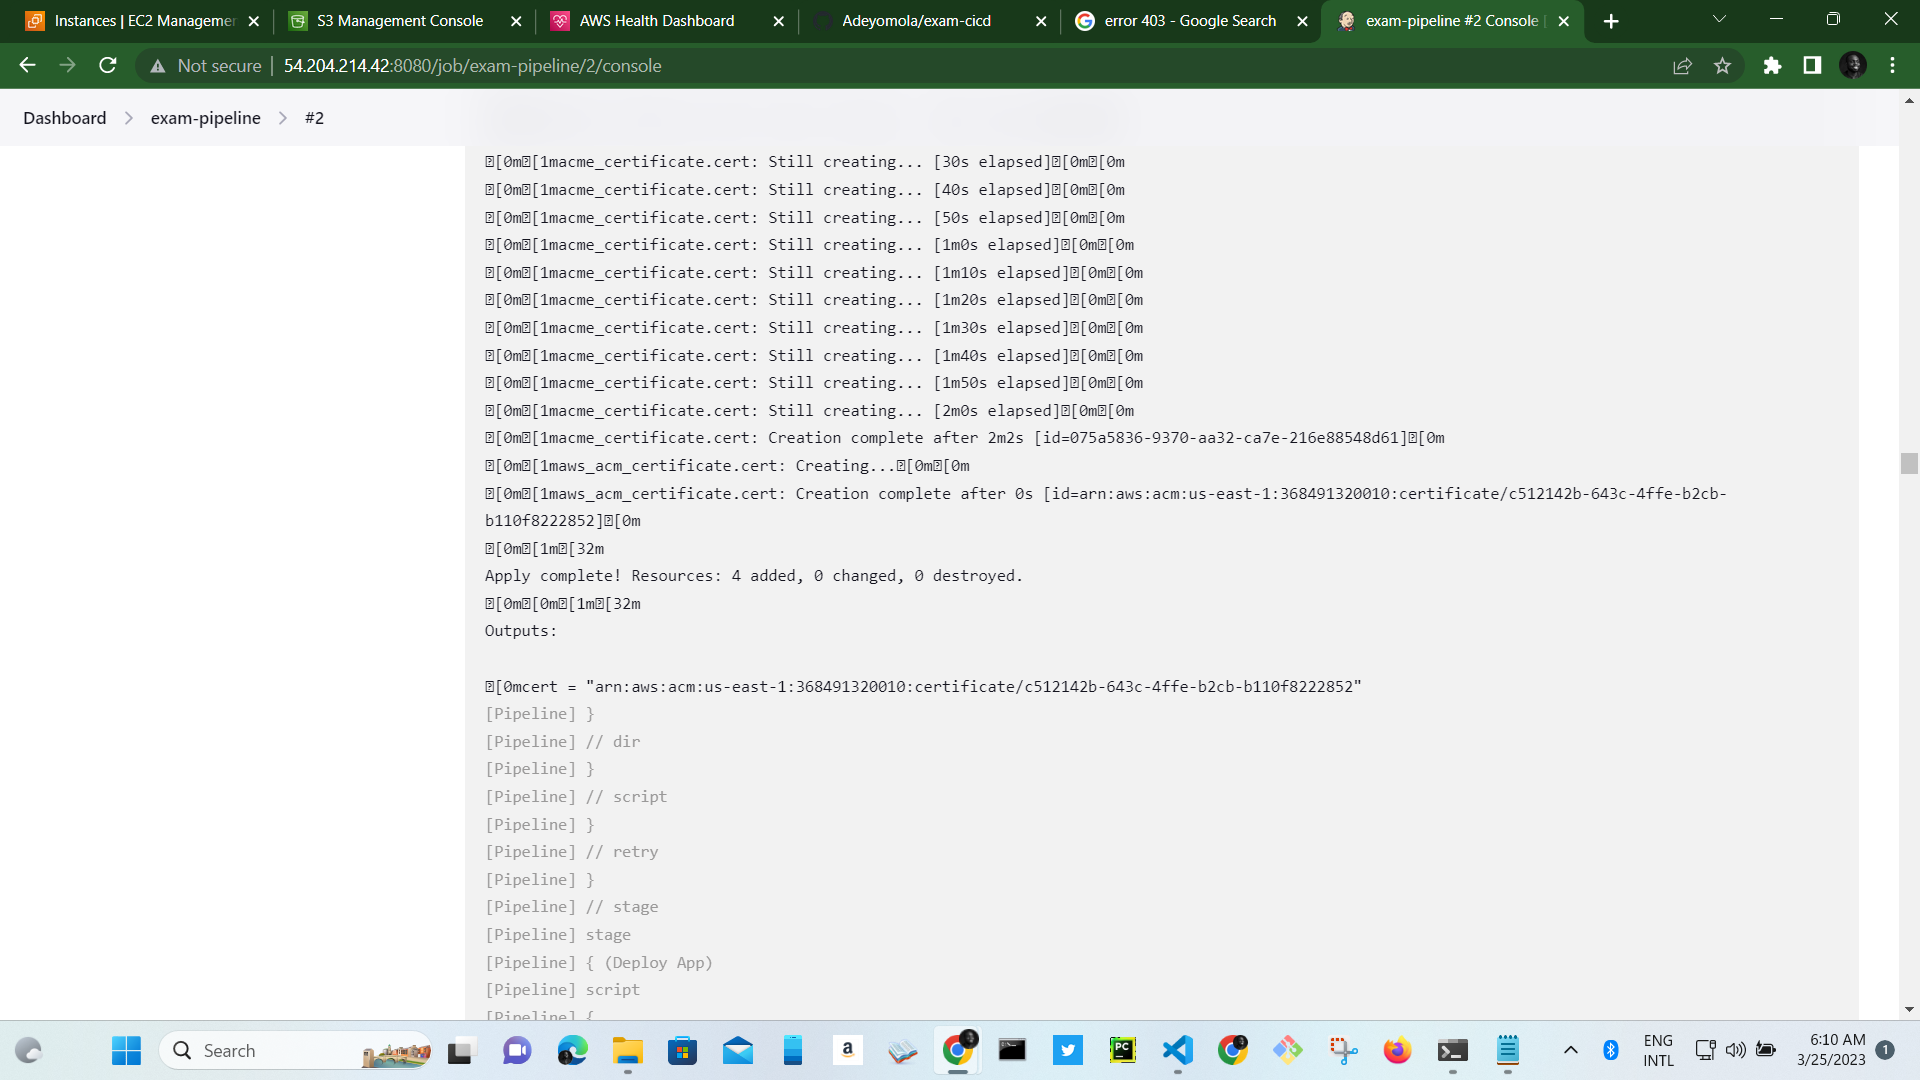 Instances | EC2 Managemer
S3 Management Console
AWS Health Dashboard
Adeyomola/exam-cicd
error 403 - Google Search
exam-pipeline #2 Console [
Not secure
54.204.214.42:8080/job/exam-pipeline/2/console
Dashboard
exam-pipeline
#2
[0m[1macme_certificate.cert: Still creating... [30s elapsed][0m[0m
[0m[1macme_certificate.cert: Still creating... [40s elapsed][0m[0m
[0m[1macme_certificate.cert: Still creating... [50s elapsed][0m[0m
[0m[1macme_certificate.cert: Still creating... [1m0s elapsed][0m[0m
[0m[1macme_certificate.cert: Still creating... [1m10s elapsed][0m[0m
[0m[1macme_certificate.cert: Still creating... [1m20s elapsed][0m[0m
[0m[1macme_certificate.cert: Still creating... [1m30s elapsed][0m[0m
[0m[1macme_certificate.cert: Still creating... [1m40s elapsed][0m[0m
[0m[1macme_certificate.cert: Still creating... [1m50s elapsed][0m[0m
[0m[1macme_certificate.cert: Still creating... [2m0s elapsed][0m[0m
[0m[1macme_certificate.cert: Creation complete after 2m2s [id=075a5836-9370-aa32-ca7e-216e88548d61][0m
[0m[1maws_acm_certificate.cert: Creating...[0m[0m
[0m[1maws_acm_certificate.cert: Creation complete after 0s [id=arn:aws:acm:us-east-1:368491320010:certificate/c512142b-643c-4ffe-b2cb-
b110f8222852][0m
[0m[1m[32m
Apply complete! Resources: 4 added, 0 changed, 0 destroyed.
[0m[0m[1m[32m
Outputs:
[0mcert = "arn:aws:acm:us-east-1:368491320010:certificate/c512142b-643c-4ffe-b2cb-b110f8222852"
[Pipeline] }
[Pipeline] // dir
[Pipeline] }
[Pipeline] // script
[Pipeline] }
[Pipeline] // retry
[Pipeline] }
[Pipeline] // stage
[Pipeline] stage
[Pipeline] { (Deploy App)
[Pipeline] script
[Pipeline] {
Search
a
PC
ENG
INTL
6:10 AM
3/25/2023
1